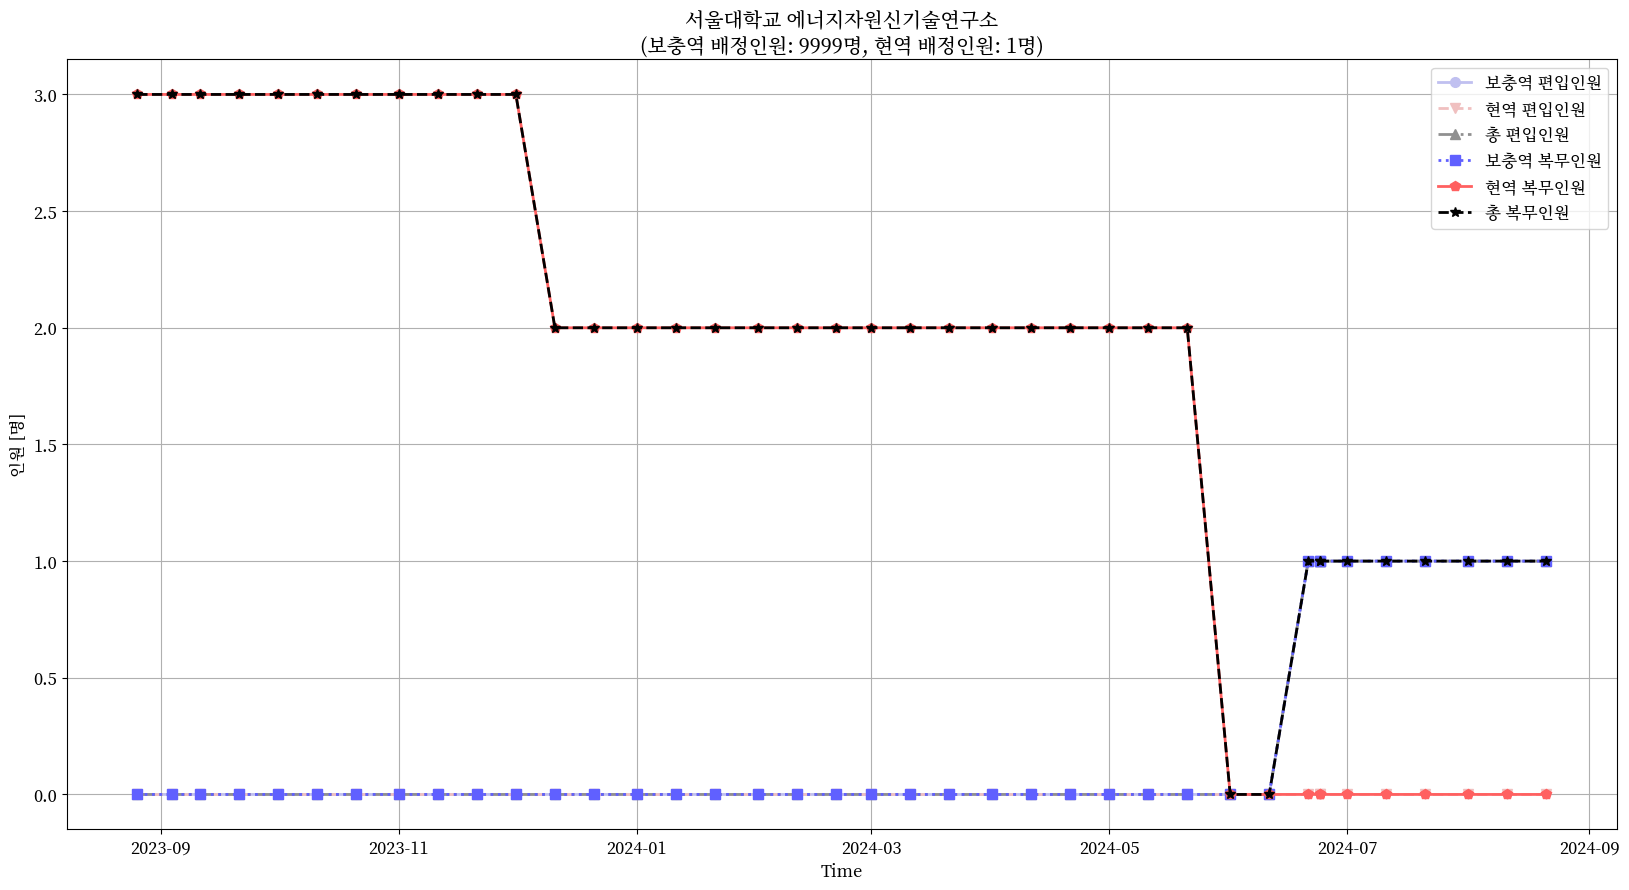 서울대학교 에너지자원신기술연구소
(보충역 배정인원: 9999명, 현역 배정인원: 1명)
보충역 편입인원
현역 편입인원
총 편입인원
보충역 복무인원
현역 복무인원
총 복무인원
인원 [명]
3.0
2.5
2.0
1.5
1.0
0.5
0.0
2023-09
2023-11
2024-01
2024-03
2024-05
2024-07
2024-09
Time